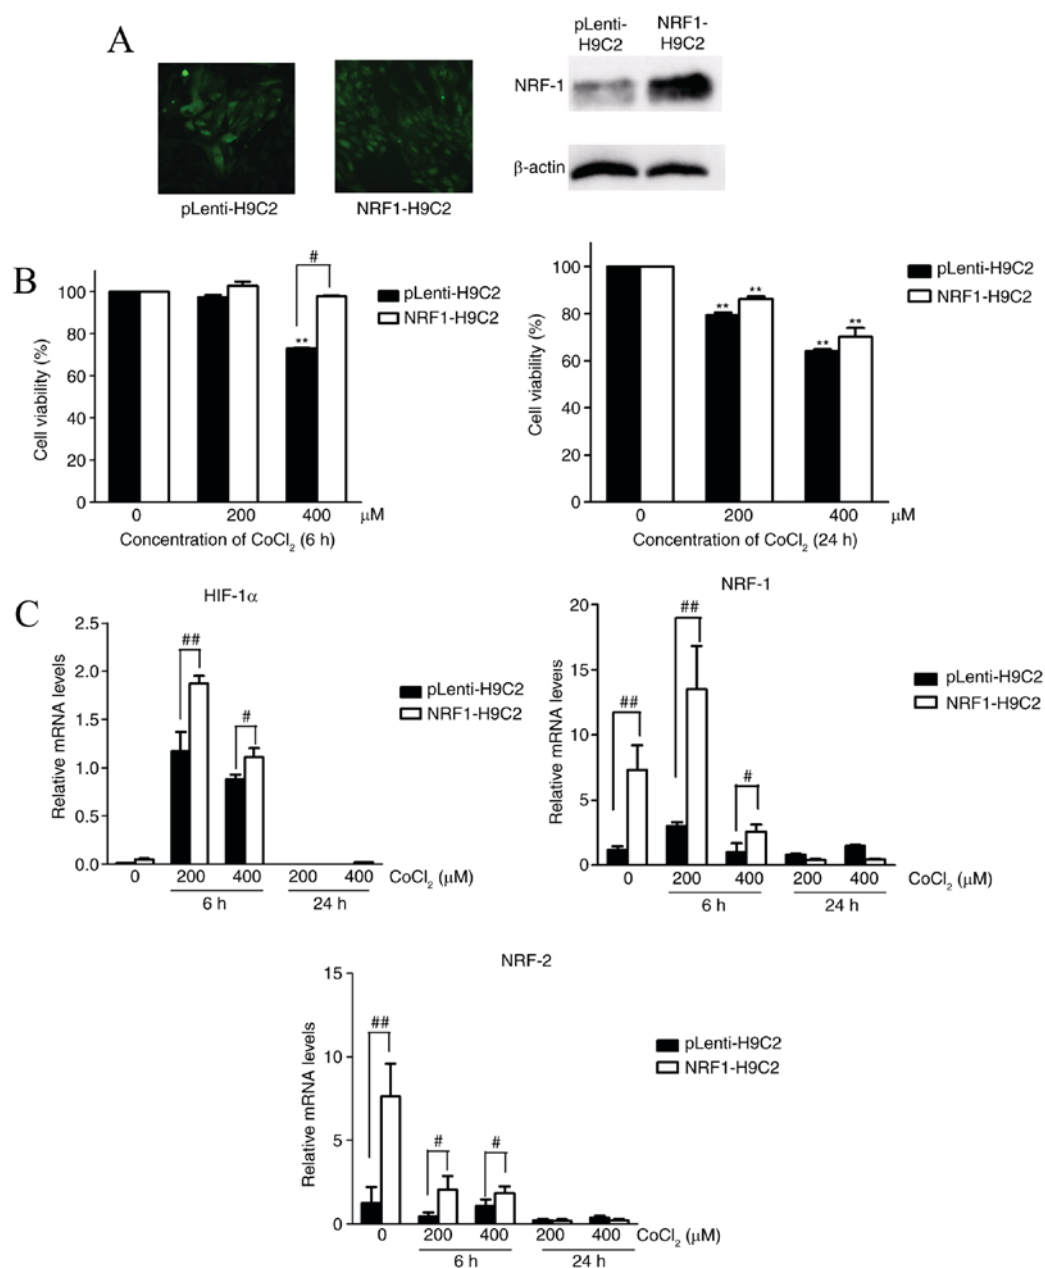 A
pLenti-H9C2
NRF1-H9C2
pLenti-
H9C2
NRF1-
H9C2
NRF-1
β-actin
B
Cell viability (%)
100
80
60
40
20
0
**
#
0
200
400
μM
Concentration of CoCl₂ (6 h)
pLenti-H9C2
NRF1-H9C2
Cell viability (%)
100
80
60
40
20
0
**
**
**
**
0
200
400
μM
Concentration of CoCl₂ (24 h)
pLenti-H9C2
NRF1-H9C2
C
HIF-1α
Relative mRNA levels
2.5
2.0
1.5
1.0
0.5
0.0
##
#
0
200
400
200
400
CoCl₂ (μM)
6 h
24 h
pLenti-H9C2
NRF1-H9C2
NRF-1
Relative mRNA levels
20
15
10
5
0
##
##
#
0
200
400
200
400
CoCl₂ (μM)
6 h
24 h
pLenti-H9C2
NRF1-H9C2
NRF-2
Relative mRNA levels
15
10
5
0
##
#
#
0
200
400
200
400
CoCl₂ (μM)
6 h
24 h
pLenti-H9C2
NRF1-H9C2